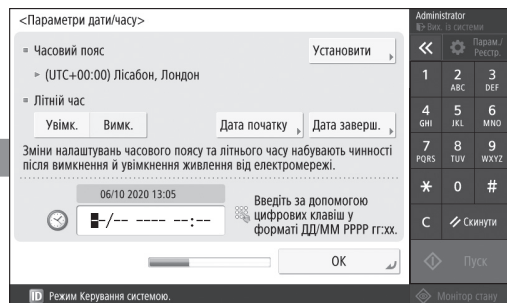 <Параметри дати/часу>
Часовий пояс
Установити
(UTC+00:00) Лісабон, Лондон
Літній час
Увімк.
Вимк.
Дата початку
Дата заверш.
Зміни налаштувань часового поясу та літнього часу набувають чинності
після вимкнення й увімкнення живлення від електромережі.
06/10 2020 13:05
-/-- ---- --:--
Введіть за допомогою
цифрових клавіш у
форматі ДД/ММ РРРР гг:хх.
OK
ID Режим Керування системою.
Administrator
Вих. із системи
Парам./
Реєстр.
1
2
ABC
3
DEF
4
GHI
5
JKL
6
MNO
7
PQRS
8
TUV
9
WXYZ
*
0
#
C
Скинути
Пуск
Монітор стану